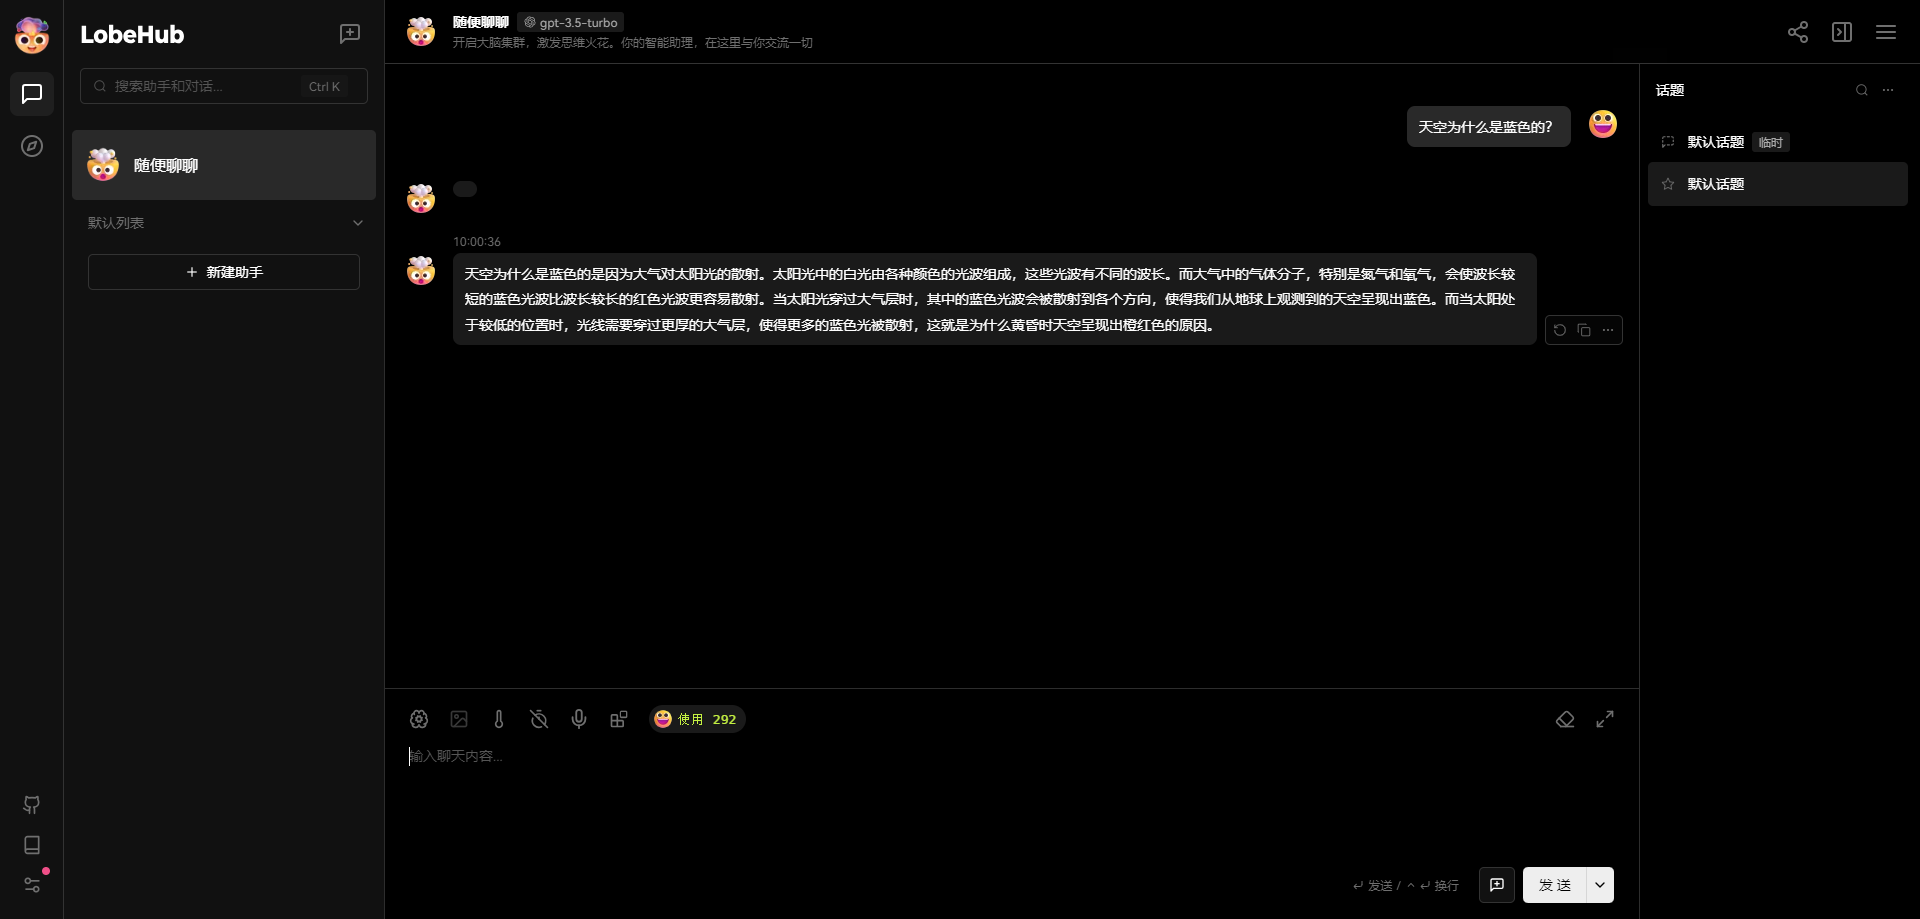 LobeHub
搜索助手和对话...
Ctrl K
随便聊聊
默认列表
新建助手
随便聊聊 gpt-3.5-turbo
开启大脑集群，激发思维火花。你的智能助理，在这里与你交流一切
天空为什么是蓝色的？
10:00:36
天空为什么是蓝色的是因为大气对太阳光的散射。太阳光中的白光由各种颜色的光波组成，这些光波有不同的波长。而大气中的气体分子，特别是氮气和氧气，会使波长较
短的蓝色光波比波长较长的红色光波更容易散射。当太阳光穿过大气层时，其中的蓝色光波会被散射到各个方向，使得我们从地球上观测到的天空呈现出蓝色。而当太阳处
于较低的位置时，光线需要穿过更厚的大气层，使得更多的蓝色光被散射，这就是为什么黄昏时天空呈现出橙红色的原因。
使用 292
输入聊天内容...
↵ 发送 / ⌃ ↵ 换行
发 送
话题
默认话题 临时
默认话题